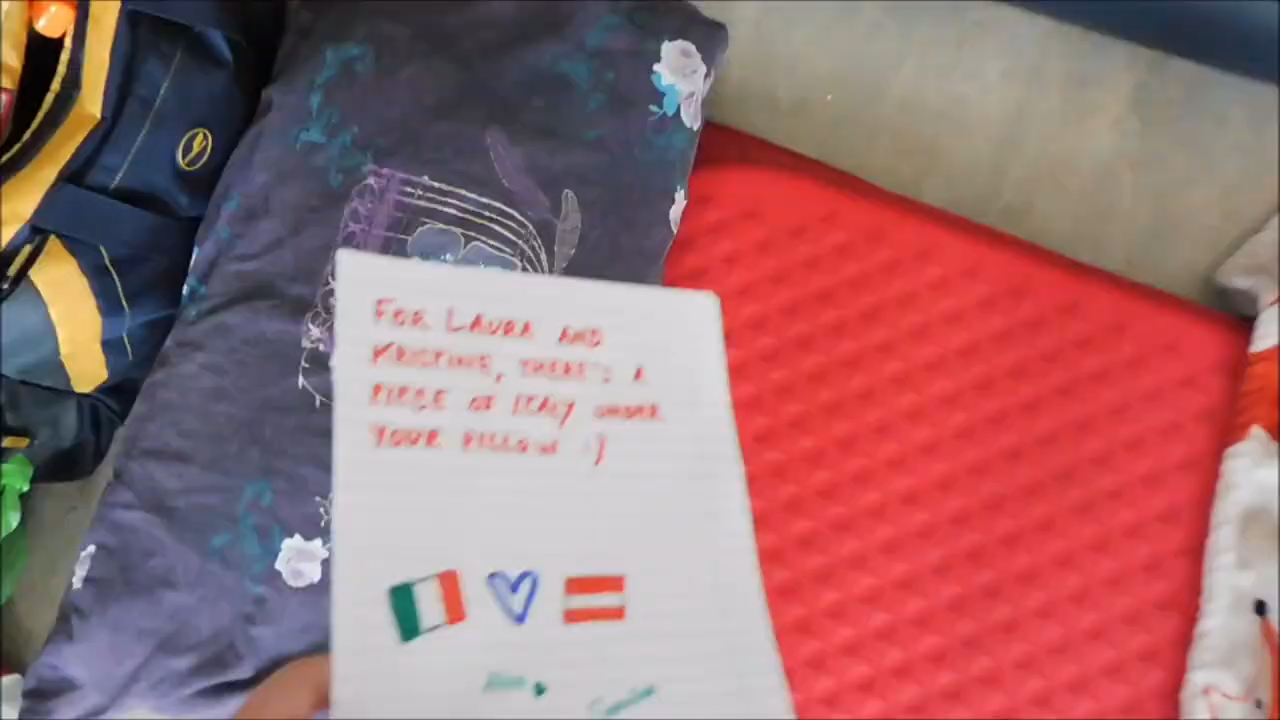 FOR LAURA AND
KRISTINE, THERE'S A
PIECE OF ITALY UNDER
YOUR PILLOW :)